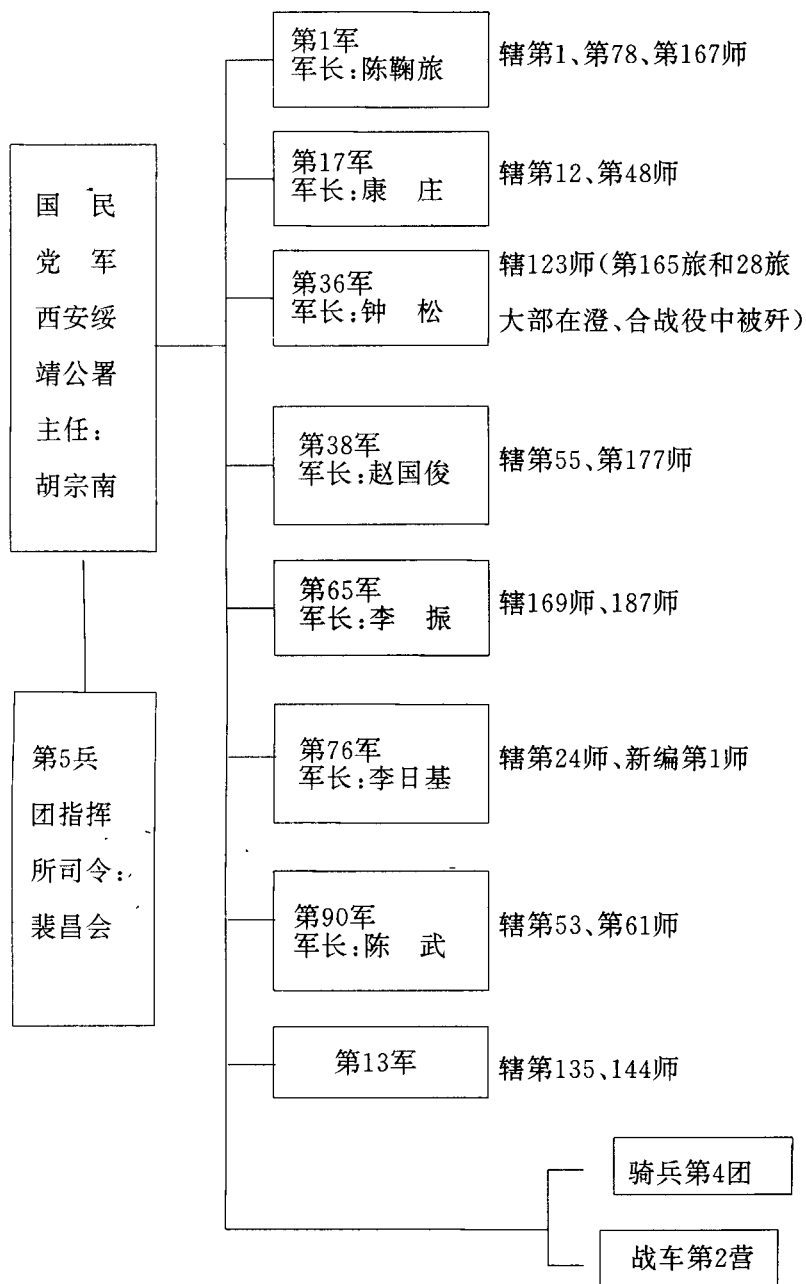 国 民
党 军
西安绥
靖公署
主任：
胡宗南
第5兵
团指挥
所司令：
裴昌会
第1军
军长：陈鞠旅
辖第1、第78、第167师
第17军
军长：康 庄
辖第12、第48师
第36军
军长：钟 松
辖123师（第165旅和28旅
大部在澄、合战役中被歼）
第38军
军长：赵国俊
辖第55、第177师
第65军
军长：李 振
辖169师、187师
第76军
军长：李日基
辖第24师、新编第1师
第90军
军长：陈 武
辖第53、第61师
第13军
辖第135、144师
骑兵第4团
战车第2营